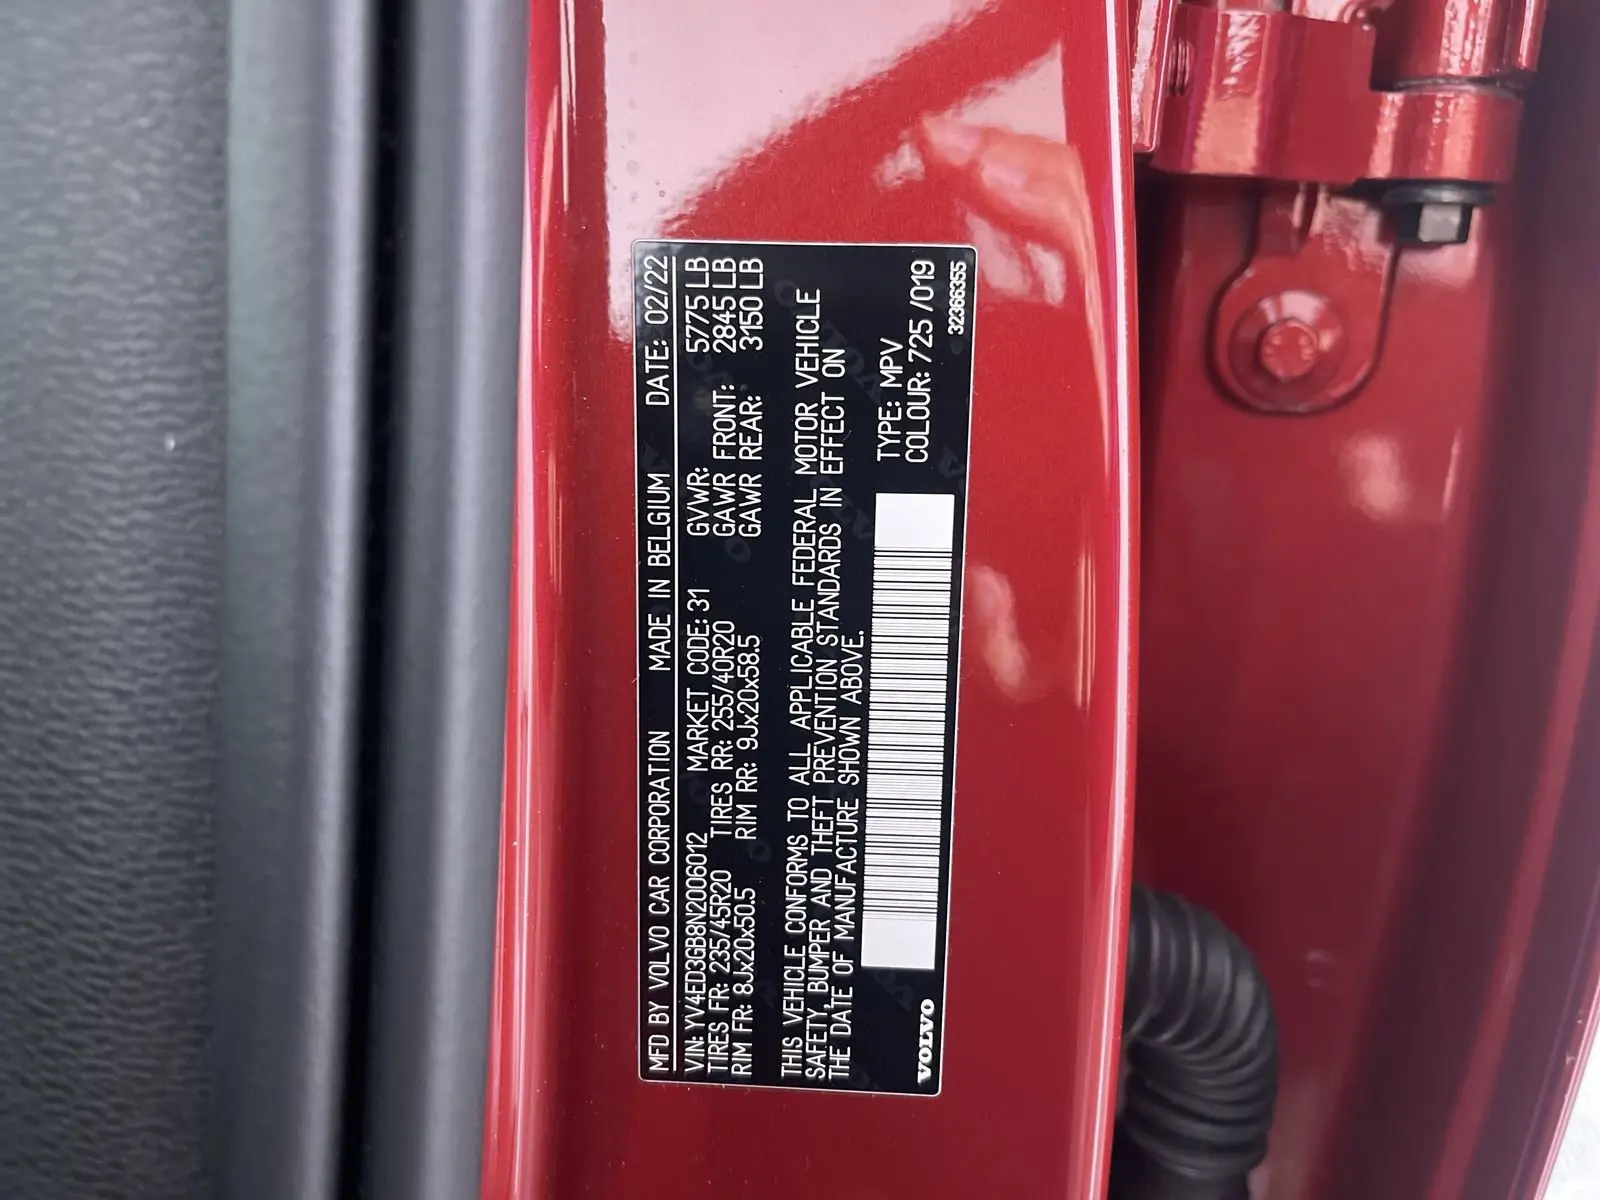 MFD BY VOLVO CAR CORPORATION MADE IN BELGIUM DATE: 02/22
VIN: YV4ED3GB8N2006012 MARKET CODE: 31 GVWR: 5775 LB
TIRES FR: 235/45R20 TIRES RR: 255/40R20 GAWR FRONT: 2845 LB
RIM FR: 8Jx20x50.5 RIM RR: 9Jx20x58.5 GAWR REAR: 3150 LB
THIS VEHICLE CONFORMS TO ALL APPLICABLE FEDERAL MOTOR VEHICLE
SAFETY, BUMPER AND THEFT PREVENTION STANDARDS IN EFFECT ON
THE DATE OF MANUFACTURE SHOWN ABOVE.
TYPE: MPV
COLOUR: 725 /019
VOLVO
32366355